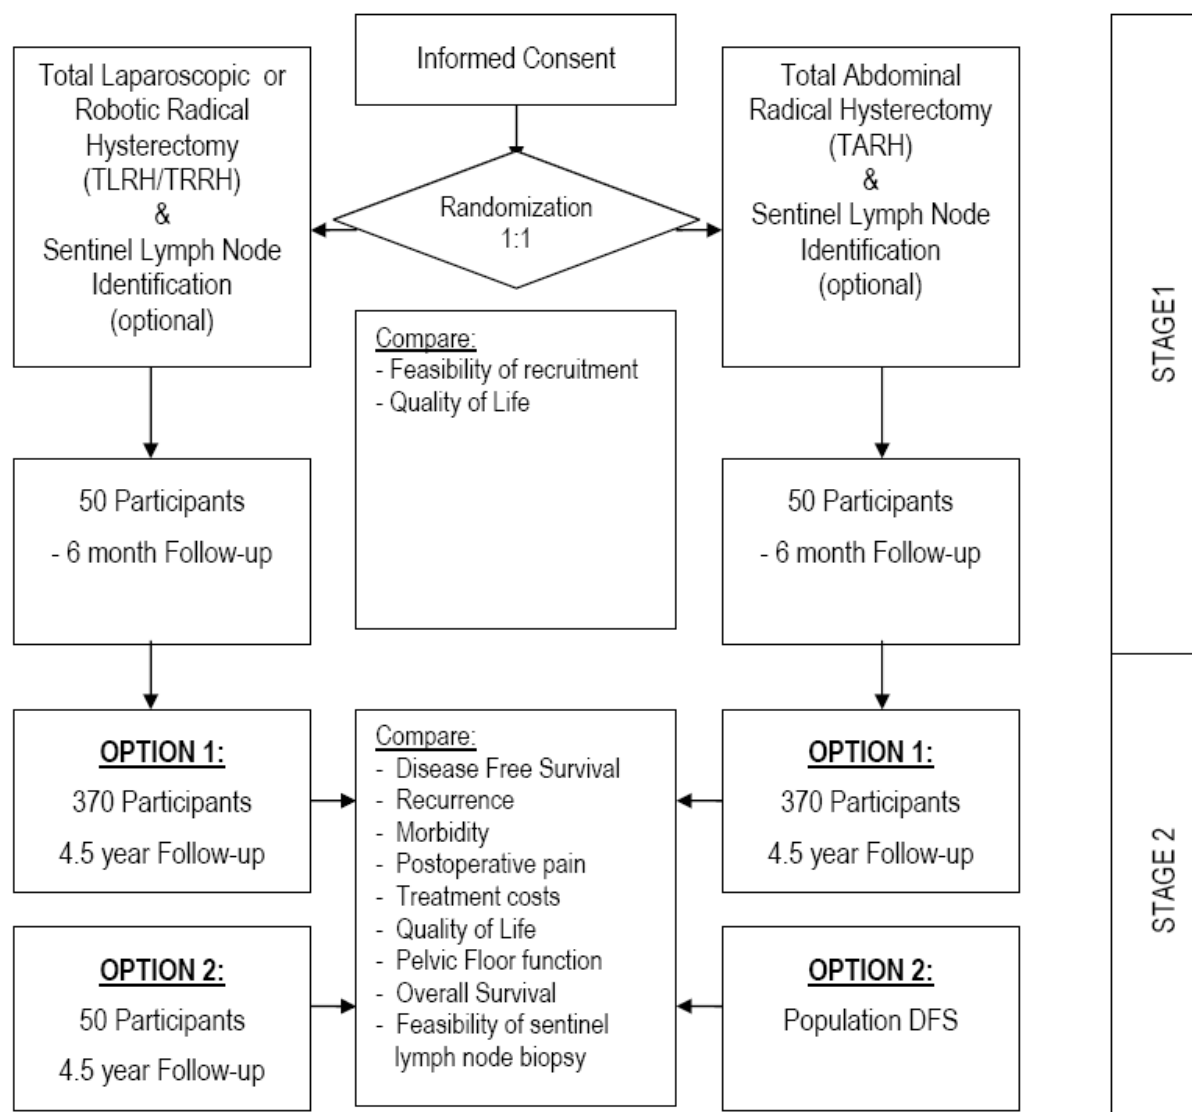 Informed Consent
Total Laparoscopic or
Robotic Radical
Hysterectomy
(TLRH/TRRH)
&
Sentinel Lymph Node
Identification
(optional)
Randomization
1:1
Total Abdominal
Radical Hysterectomy
(TARH)
&
Sentinel Lymph Node
Identification
(optional)
STAGE1
Compare:
- Feasibility of recruitment
- Quality of Life
50 Participants
- 6 month Follow-up
50 Participants
- 6 month Follow-up
OPTION 1:
370 Participants
4.5 year Follow-up
Compare:
- Disease Free Survival
- Recurrence
- Morbidity
- Postoperative pain
- Treatment costs
- Quality of Life
- Pelvic Floor function
- Overall Survival
- Feasibility of sentinel
lymph node biopsy
OPTION 1:
370 Participants
4.5 year Follow-up
STAGE 2
OPTION 2:
50 Participants
4.5 year Follow-up
OPTION 2:
Population DFS